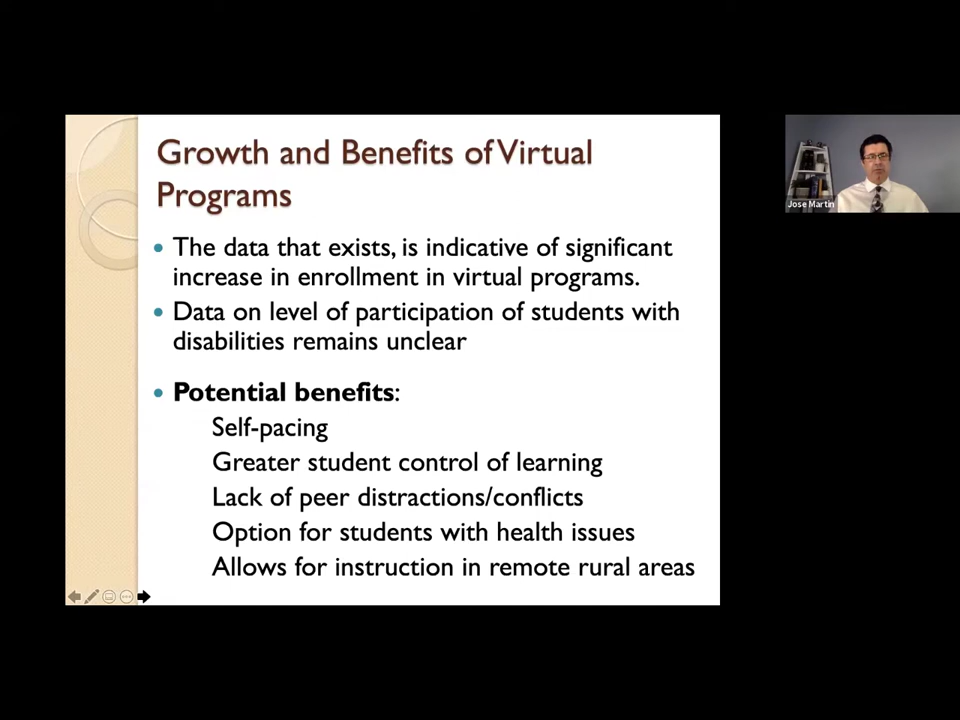 Growth and Benefits of Virtual
Programs
• The data that exists, is indicative of significant
increase in enrollment in virtual programs.
• Data on level of participation of students with
disabilities remains unclear
• Potential benefits:
Self-pacing
Greater student control of learning
Lack of peer distractions/conflicts
Option for students with health issues
Allows for instruction in remote rural areas
Jose Martin